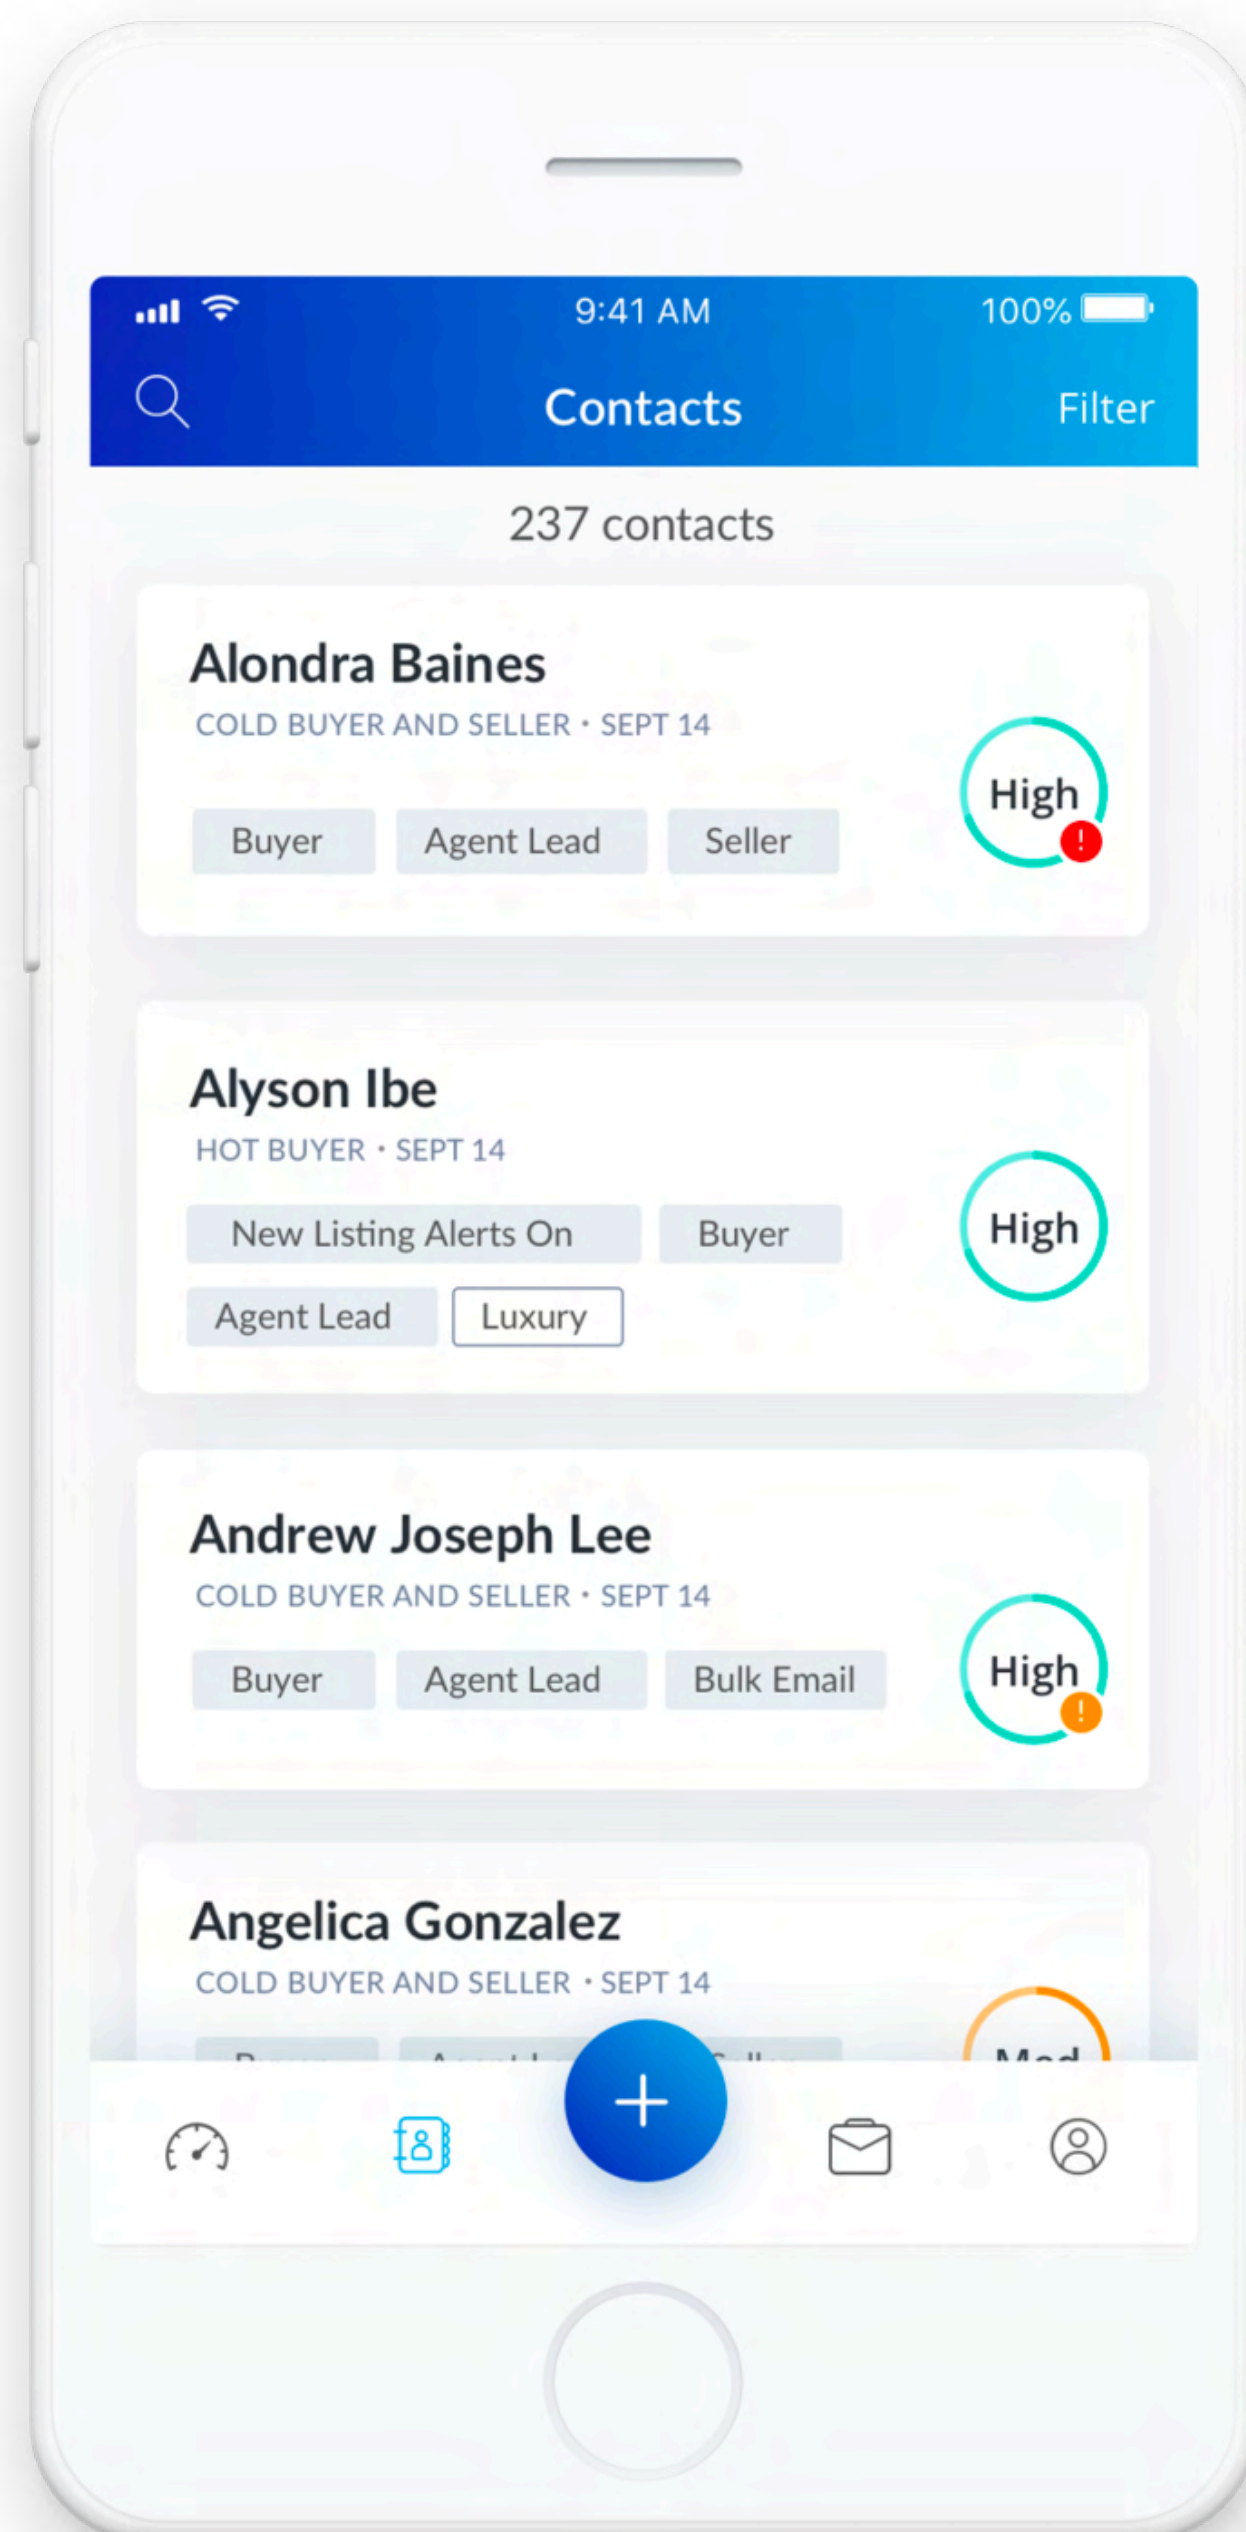 9:41 AM 100%
Contacts Filter
237 contacts
Alondra Baines
COLD BUYER AND SELLER • SEPT 14
High
!
Buyer Agent Lead Seller
Alyson Ibe
HOT BUYER • SEPT 14
New Listing Alerts On Buyer
High
Agent Lead Luxury
Andrew Joseph Lee
COLD BUYER AND SELLER • SEPT 14
Buyer Agent Lead Bulk Email
High
!
Angelica Gonzalez
COLD BUYER AND SELLER • SEPT 14